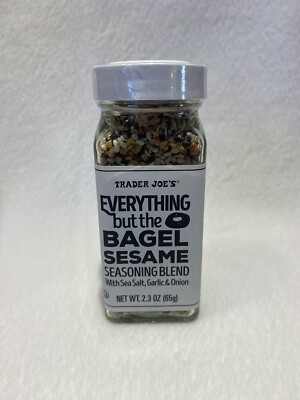 TRADER JOE'S®
EVERYTHING
but the
BAGEL
SESAME
SEASONING BLEND
With Sea Salt, Garlic & Onion
NET WT. 2.3 OZ (65g)